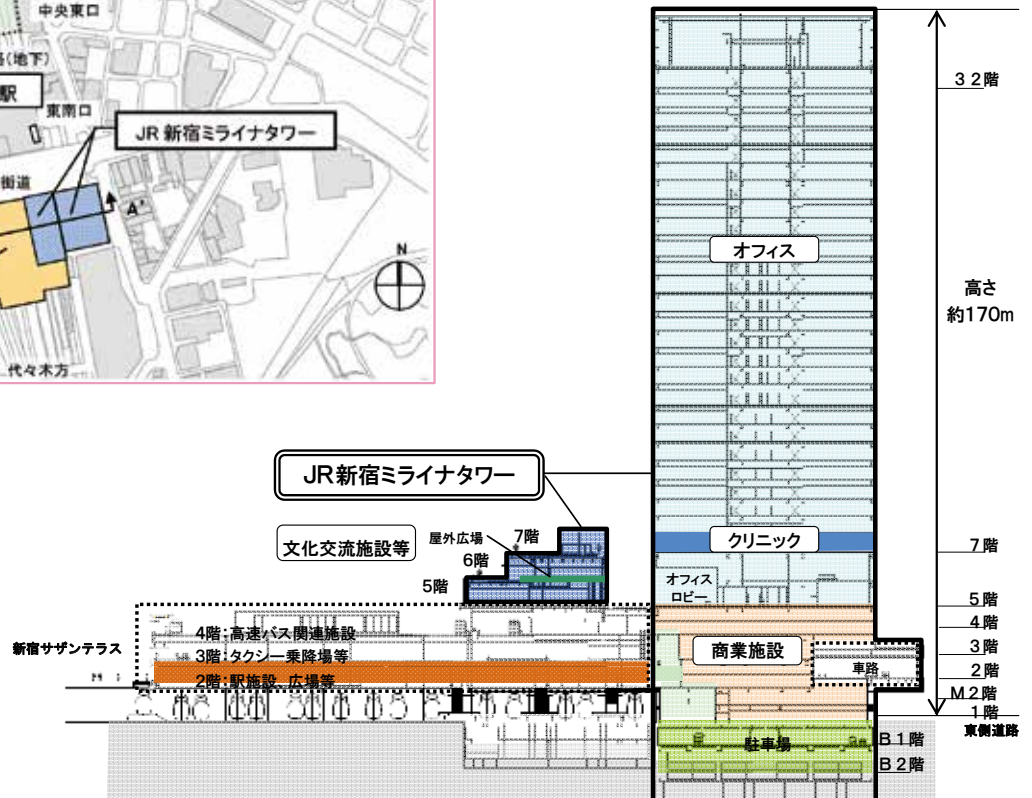 中央東口
(地下)
駅
東南口
JR 新宿ミライナタワー
街道
A'
N
代々木方
32階
オフィス
高さ
約170m
JR新宿ミライナタワー
文化交流施設等
屋外広場
7階
6階
5階
クリニック
7階
オフィス
ロビー
5階
4階
新宿サザンテラス
4階:高速バス関連施設
3階:タクシー乗降場等
2階:駅施設、広場等
商業施設
車路
3階
2階
M2階
1階
東側道路
駐車場
B1階
B2階